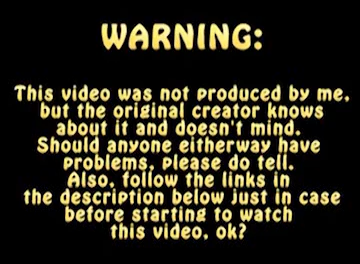 WARNING:
This video was not produced by me,
but the original creator knows
about it and doesn't mind.
Should anyone eitherway have
problems, please do tell.
Also, follow the links in
the description below just in case
before starting to watch
this video, ok?